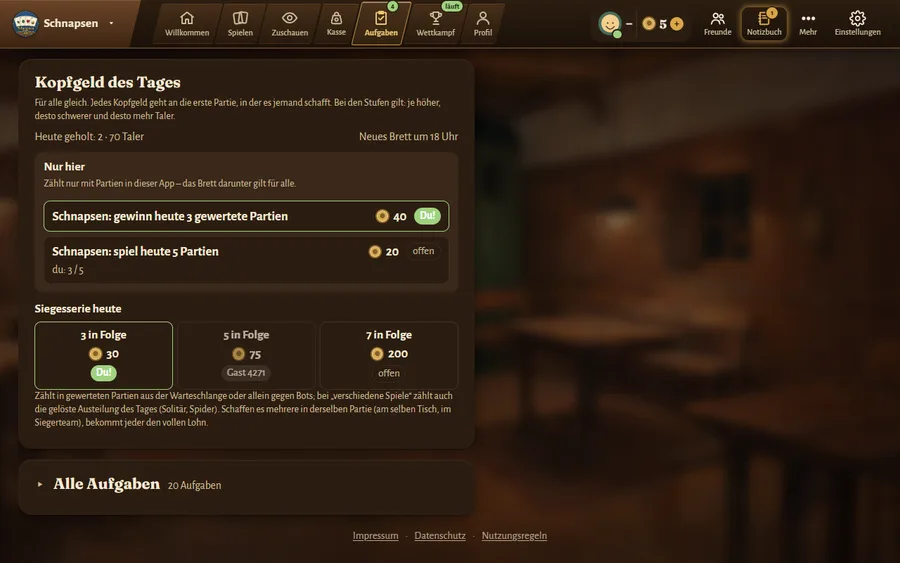 Schnapsen
Willkommen
Spielen
Zuschauen
Kasse
4
Aufgaben
läuft
Wettkampf
Profil
–
5
+
Freunde
1
Notizbuch
Mehr
Einstellungen
Kopfgeld des Tages
Für alle gleich. Jedes Kopfgeld geht an die erste Partie, in der es jemand schafft. Bei den Stufen gilt: je höher,
desto schwerer und desto mehr Taler.
Heute geholt: 2 · 70 Taler
Neues Brett um 18 Uhr
Nur hier
Zählt nur mit Partien in dieser App – das Brett darunter gilt für alle.
Schnapsen: gewinn heute 3 gewertete Partien 40 Du!
Schnapsen: spiel heute 5 Partien 20 offen
du: 3 / 5
Siegesserie heute
3 in Folge
30
Du!
5 in Folge
75
Gast 4271
7 in Folge
200
offen
Zählt in gewerteten Partien aus der Warteschlange oder allein gegen Bots; bei „verschiedene Spiele“ zählt auch
die gelöste Austeilung des Tages (Solitär, Spider). Schaffen es mehrere in derselben Partie (am selben Tisch, im
Siegerteam), bekommt jeder den vollen Lohn.
Alle Aufgaben 20 Aufgaben
Impressum · Datenschutz · Nutzungsregeln